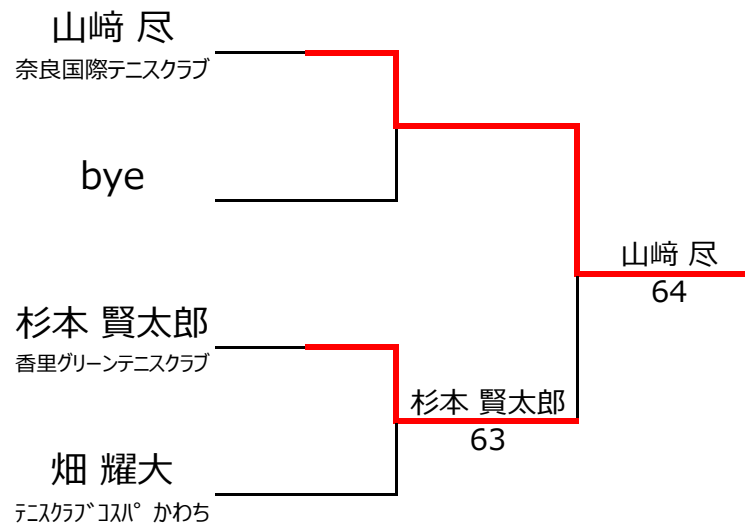 山﨑 尽
奈良国際テニスクラブ
bye
山﨑 尽
64
杉本 賢太郎
香里グリーンテニスクラブ
杉本 賢太郎
63
畑 耀大
ﾃﾆｽｸﾗﾌﾞｺｽﾊﾟ かわち